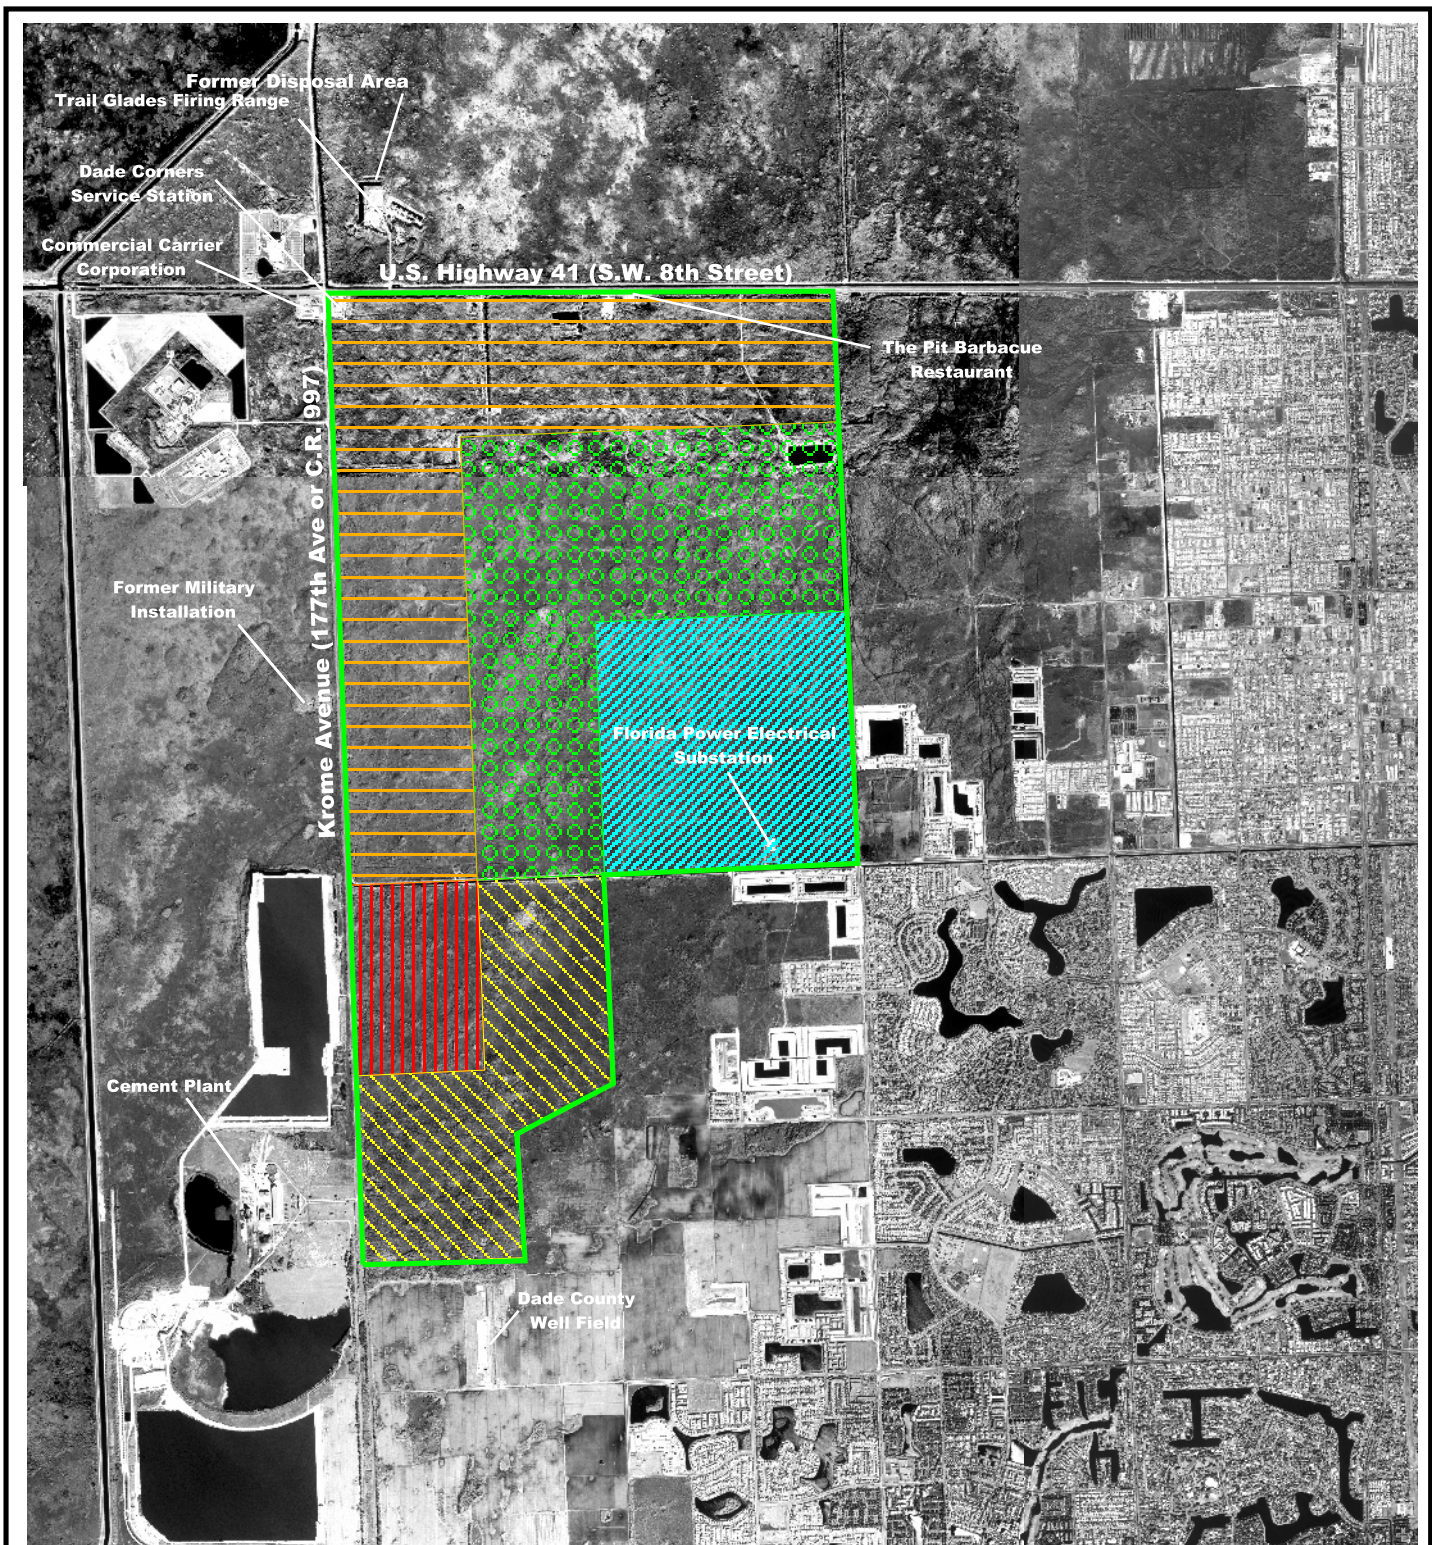 Former Disposal Area
Trail Glades Firing Range
Dade Corners
Service Station
Commercial Carrier
Corporation
U.S. Highway 41 (S.W. 8th Street)
The Pit Barbacue
Restaurant
Krome Avenue (177th Ave or C.R. 997)
Former Military
Installation
Florida Power Electrical
Substation
Cement Plant
Dade County
Well Field